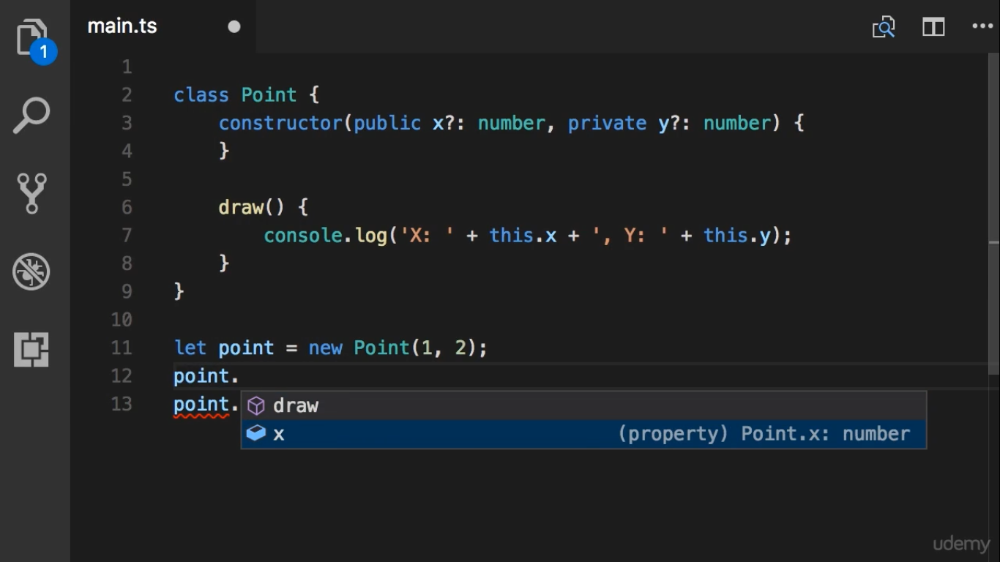 main.ts
1
1
2 class Point {
3 constructor(public x?: number, private y?: number) {
4 }
5
6 draw() {
7 console.log('X: ' + this.x + ', Y: ' + this.y);
8 }
9 }
10
11 let point = new Point(1, 2);
12 point.
13 point.
draw
x (property) Point.x: number
udemy